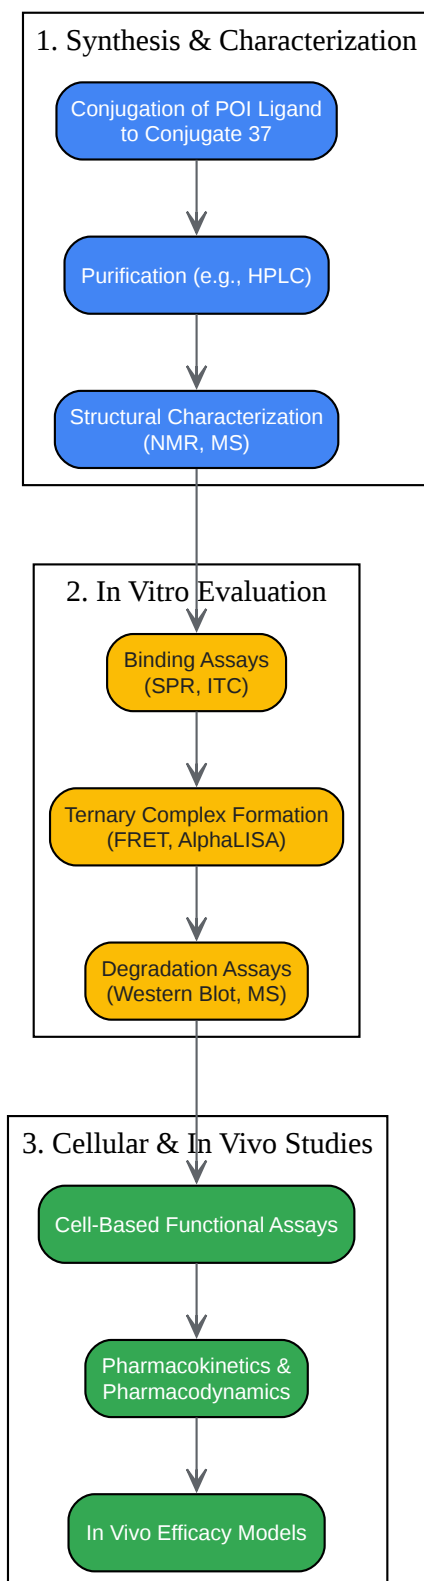 1. Synthesis & Characterization
Conjugation of POI Ligand
to Conjugate 37
Purification (e.g., HPLC)
Structural Characterization
(NMR, MS)
2. In Vitro Evaluation
Binding Assays
(SPR, ITC)
Ternary Complex Formation
(FRET, AlphaLISA)
Degradation Assays
(Western Blot, MS)
3. Cellular & In Vivo Studies
Cell-Based Functional Assays
Pharmacokinetics &
Pharmacodynamics
In Vivo Efficacy Models